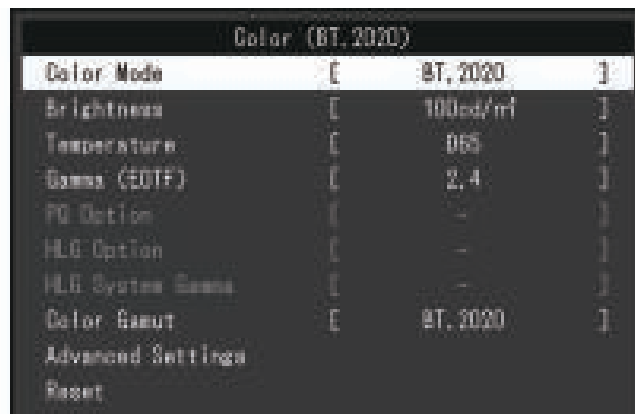 Color (BT.2020)
Color Mode [ BT.2020 ]
Brightness [ 100cd/㎡ ]
Temperature [ D65 ]
Gamma (EOTF) [ 2.4 ]
PQ Option [ - ]
HLG Option [ - ]
HLG System Gamma [ - ]
Color Gamut [ BT.2020 ]
Advanced Settings
Reset